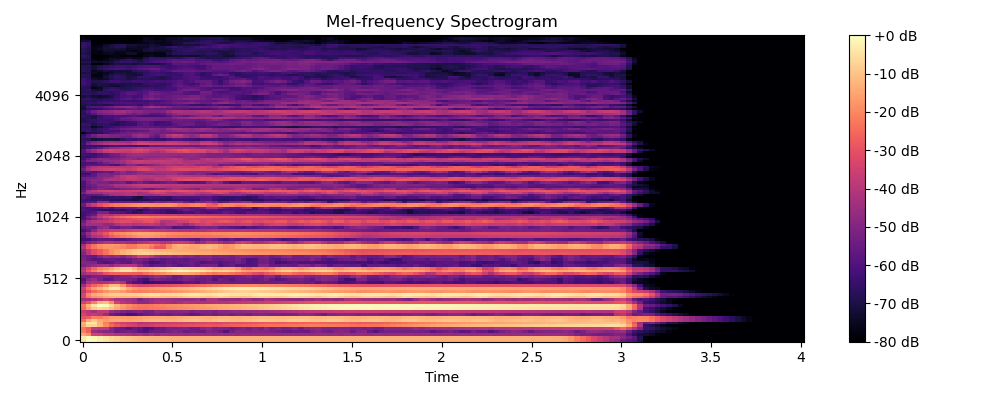 Mel-frequency Spectrogram
Hz
4096
2048
1024
512
0
0
0.5
1
1.5
2
2.5
3
3.5
4
Time
+0 dB
-10 dB
-20 dB
-30 dB
-40 dB
-50 dB
-60 dB
-70 dB
-80 dB